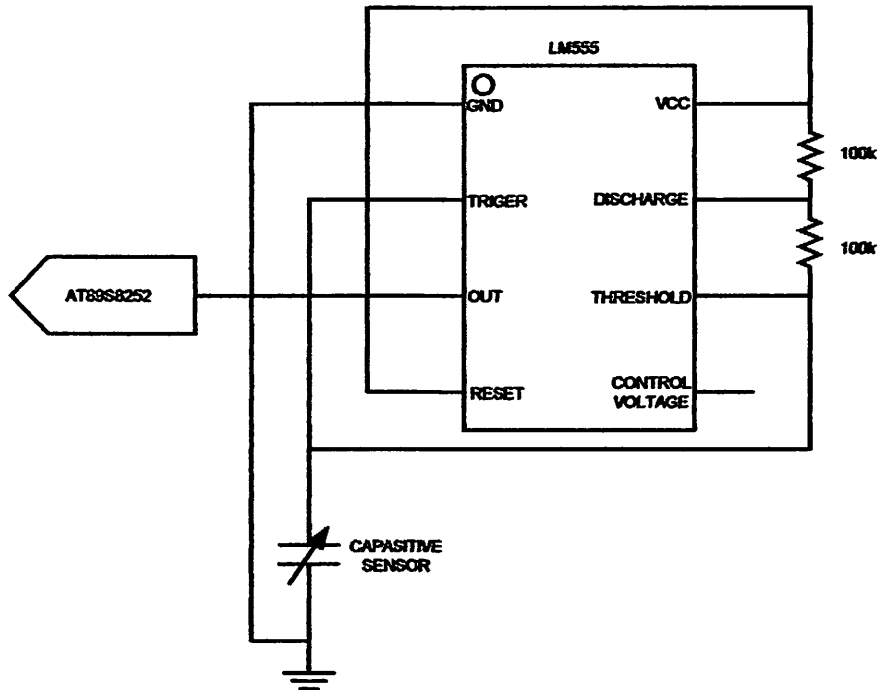 LM555
GND
VCC
100k
TRIGER
DISCHARGE
100k
AT89S8252
OUT
THRESHOLD
RESET
CONTROL
VOLTAGE
CAPASITIVE
SENSOR